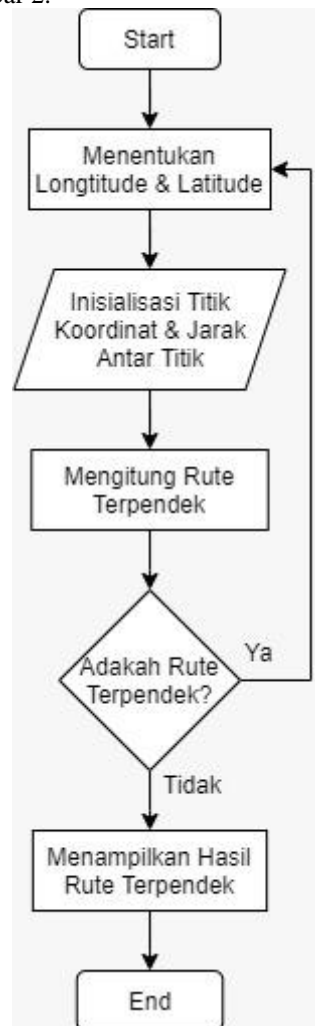 Start
Menentukan
Longtitude & Latitude
Inisialisasi Titik
Koordinat & Jarak
Antar Titik
Mengitung Rute
Terpendek
Adakah Rute
Terpendek?
Ya
Tidak
Menampilkan Hasil
Rute Terpendek
End